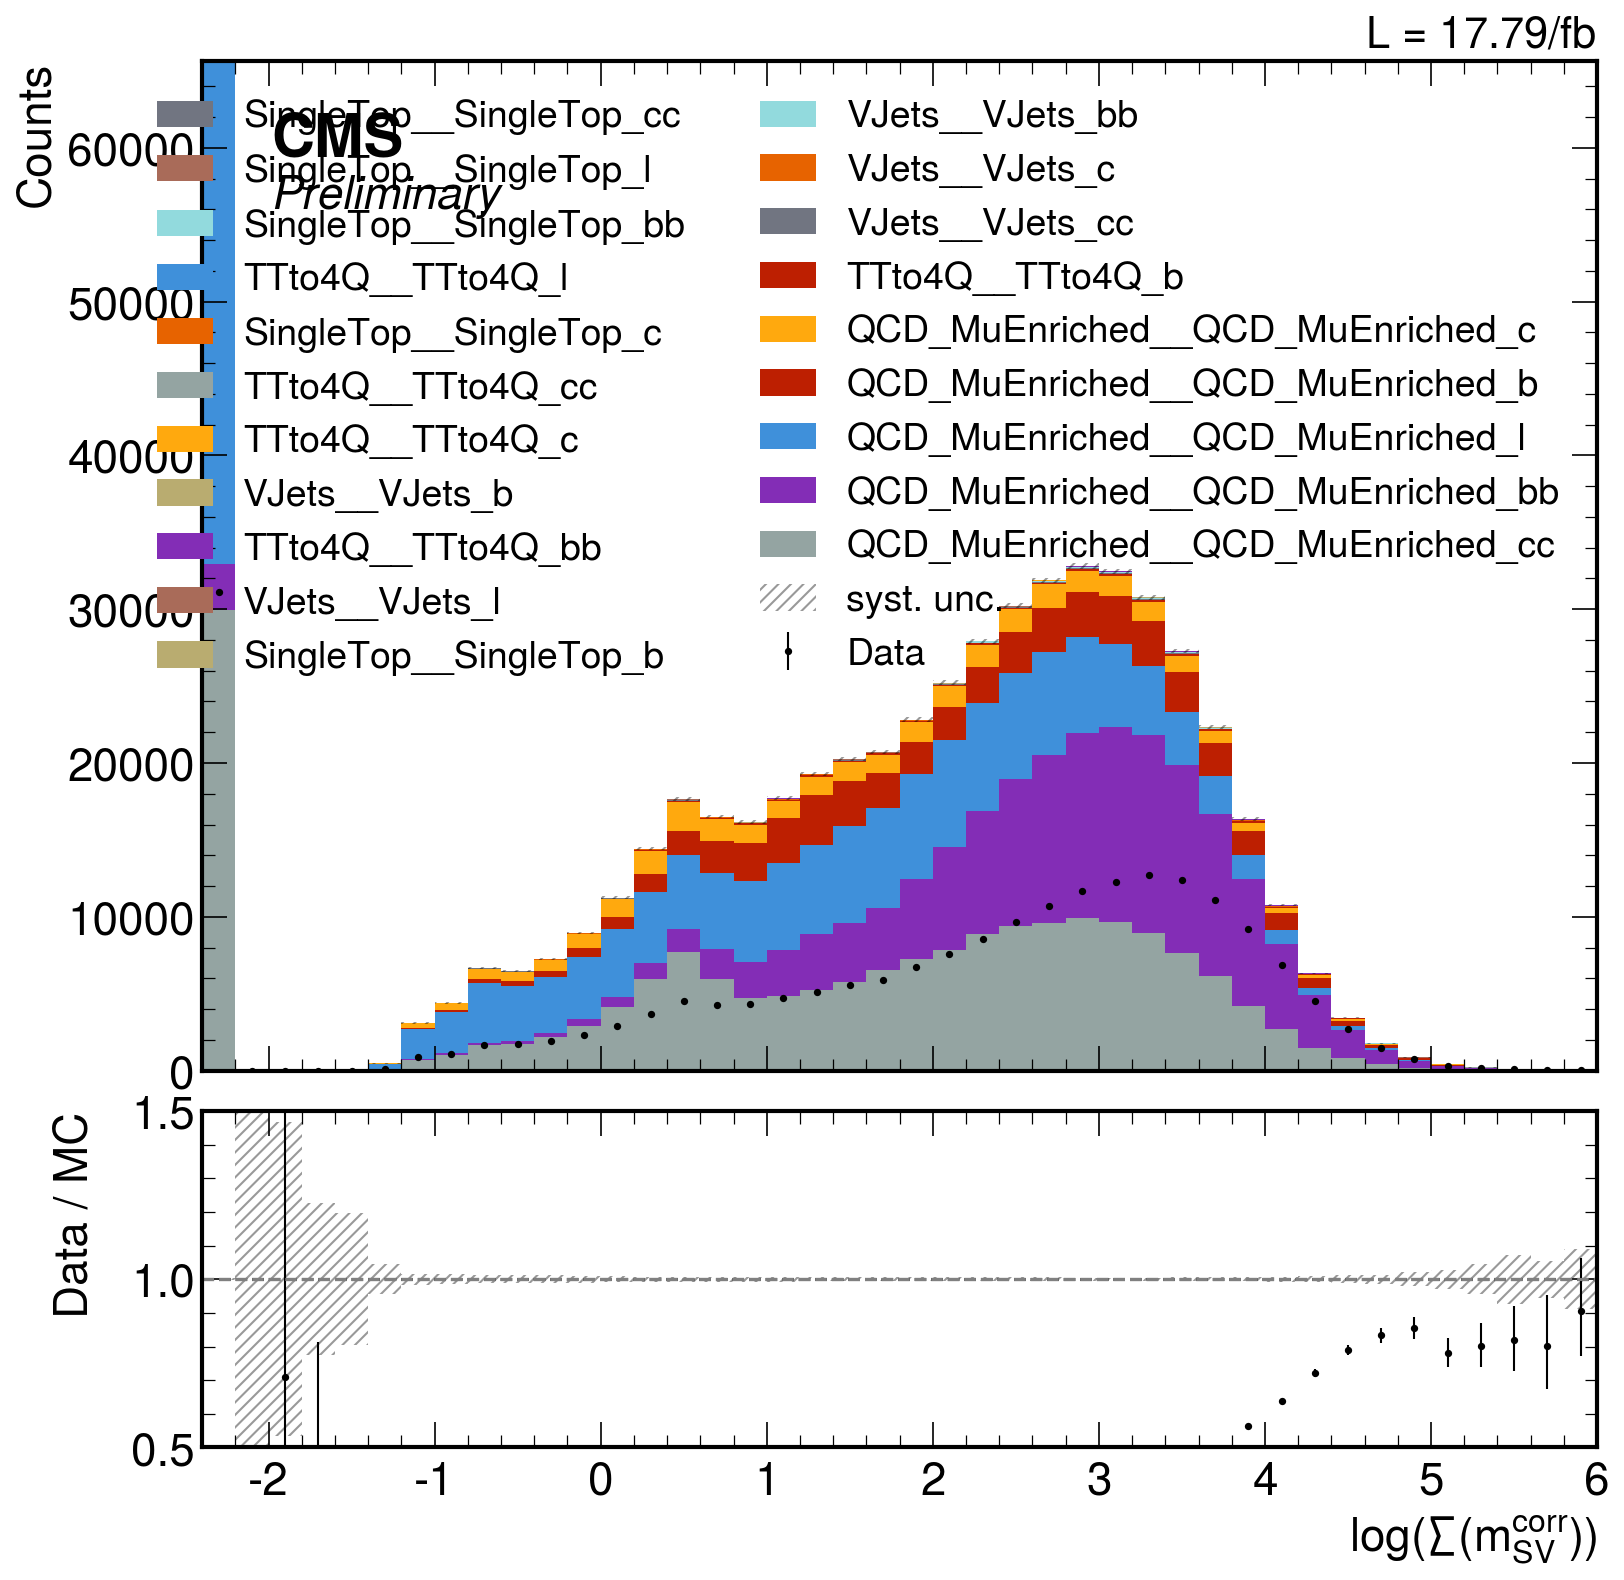 L = 17.79/fb
Counts
CMS
Preliminary
SingleTop__SingleTop_cc
SingleTop__SingleTop_l
SingleTop__SingleTop_bb
TTto4Q__TTto4Q_l
SingleTop__SingleTop_c
TTto4Q__TTto4Q_cc
TTto4Q__TTto4Q_c
VJets__VJets_b
TTto4Q__TTto4Q_bb
VJets__VJets_l
SingleTop__SingleTop_b
VJets__VJets_bb
VJets__VJets_c
VJets__VJets_cc
TTto4Q__TTto4Q_b
QCD_MuEnriched__QCD_MuEnriched_c
QCD_MuEnriched__QCD_MuEnriched_b
QCD_MuEnriched__QCD_MuEnriched_l
QCD_MuEnriched__QCD_MuEnriched_bb
QCD_MuEnriched__QCD_MuEnriched_cc
syst. unc.
Data
60000
50000
40000
30000
20000
10000
0
Data / MC
1.5
1.0
0.5
-2 -1 0 1 2 3 4 5 6
log(∑(m_SV^corr))